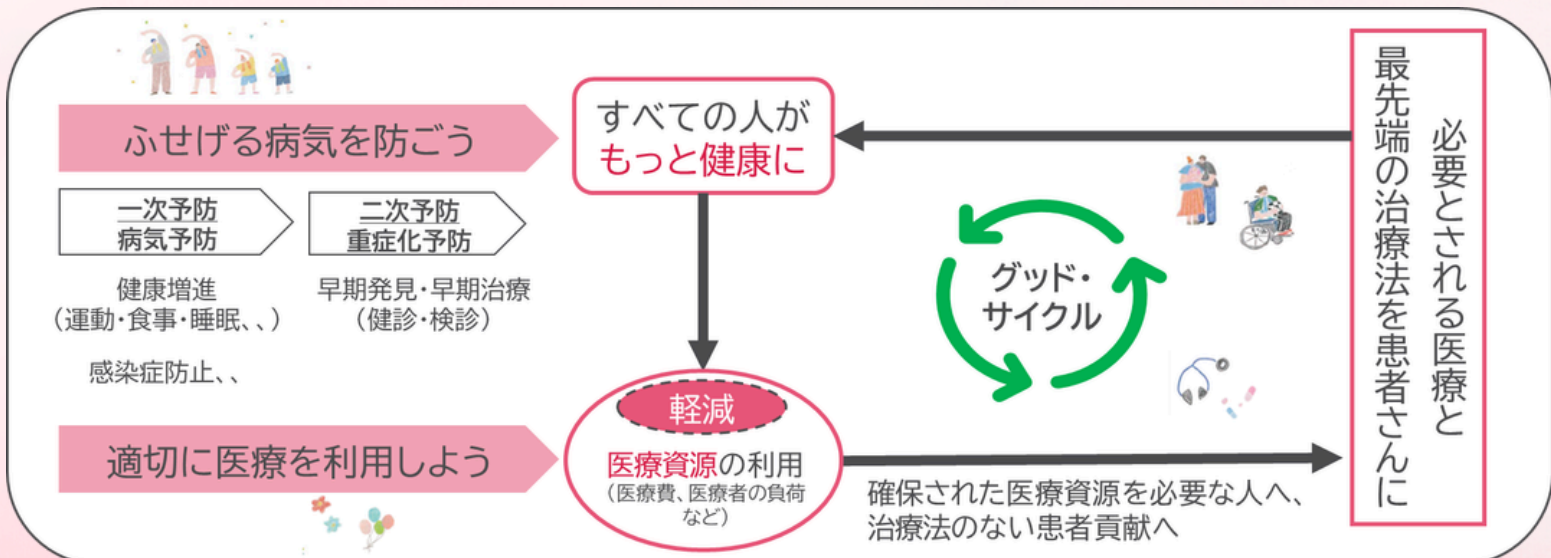 ふせげる病気を防ごう
一次予防
病気予防
二次予防
重症化予防
健康増進
（運動・食事・睡眠、、）
感染症防止、、
早期発見・早期治療
（健診・検診）
適切に医療を利用しよう
すべての人が
もっと健康に
軽減
医療資源の利用
（医療費、医療者の負荷
など）
グッド・
サイクル
確保された医療資源を必要な人へ、
治療法のない患者貢献へ
必要とされる医療と
最先端の治療法を患者さんに